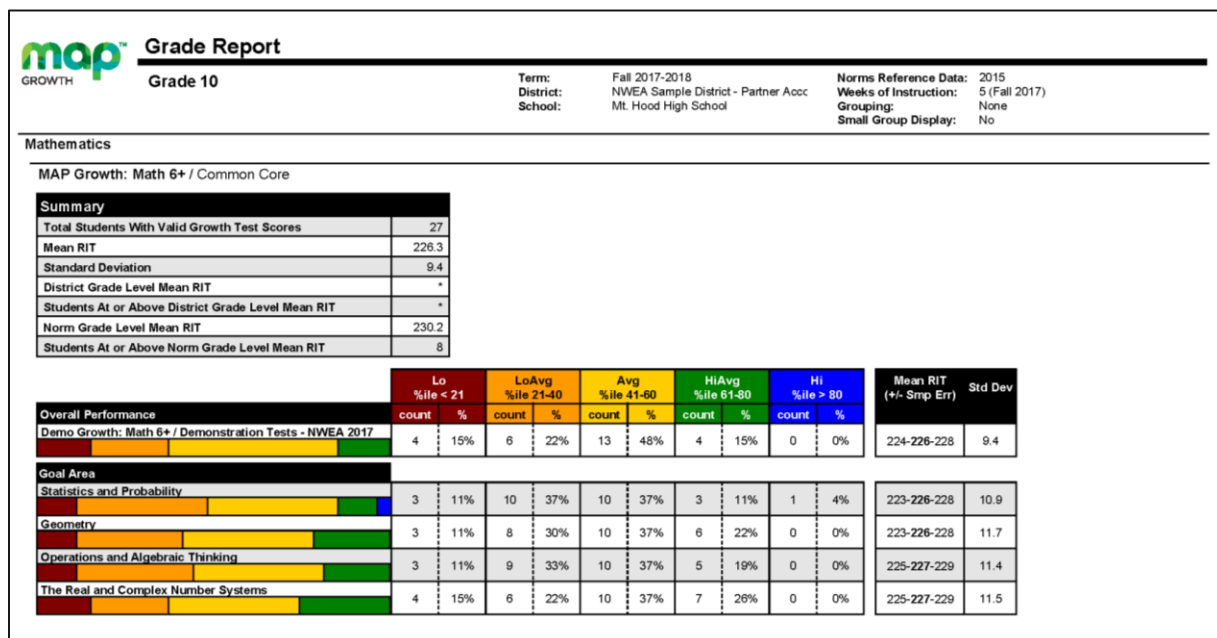 map™
GROWTH
Grade Report
Grade 10
Term: Fall 2017-2018
District: NWEA Sample District - Partner Acc
School: Mt. Hood High School
Norms Reference Data: 2015
Weeks of Instruction: 5 (Fall 2017)
Grouping: None
Small Group Display: No
Mathematics
MAP Growth: Math 6+ / Common Core
Summary
Total Students With Valid Growth Test Scores 27
Mean RIT 226.3
Standard Deviation 9.4
District Grade Level Mean RIT *
Students At or Above District Grade Level Mean RIT *
Norm Grade Level Mean RIT 230.2
Students At or Above Norm Grade Level Mean RIT 8
Lo LoAvg Avg HiAvg Hi Mean RIT Std Dev
%ile < 21 %ile 21-40 %ile 41-60 %ile 61-80 %ile > 80 (+/- Smp Err)
Overall Performance count % count % count % count % count %
Demo Growth: Math 6+ / Demonstration Tests - NWEA 2017 4 15% 6 22% 13 48% 4 15% 0 0% 224-226-228 9.4
Goal Area
Statistics and Probability 3 11% 10 37% 10 37% 3 11% 1 4% 223-226-228 10.9
Geometry 3 11% 8 30% 10 37% 6 22% 0 0% 223-226-228 11.7
Operations and Algebraic Thinking 3 11% 9 33% 10 37% 5 19% 0 0% 225-227-229 11.4
The Real and Complex Number Systems 4 15% 6 22% 10 37% 7 26% 0 0% 225-227-229 11.5